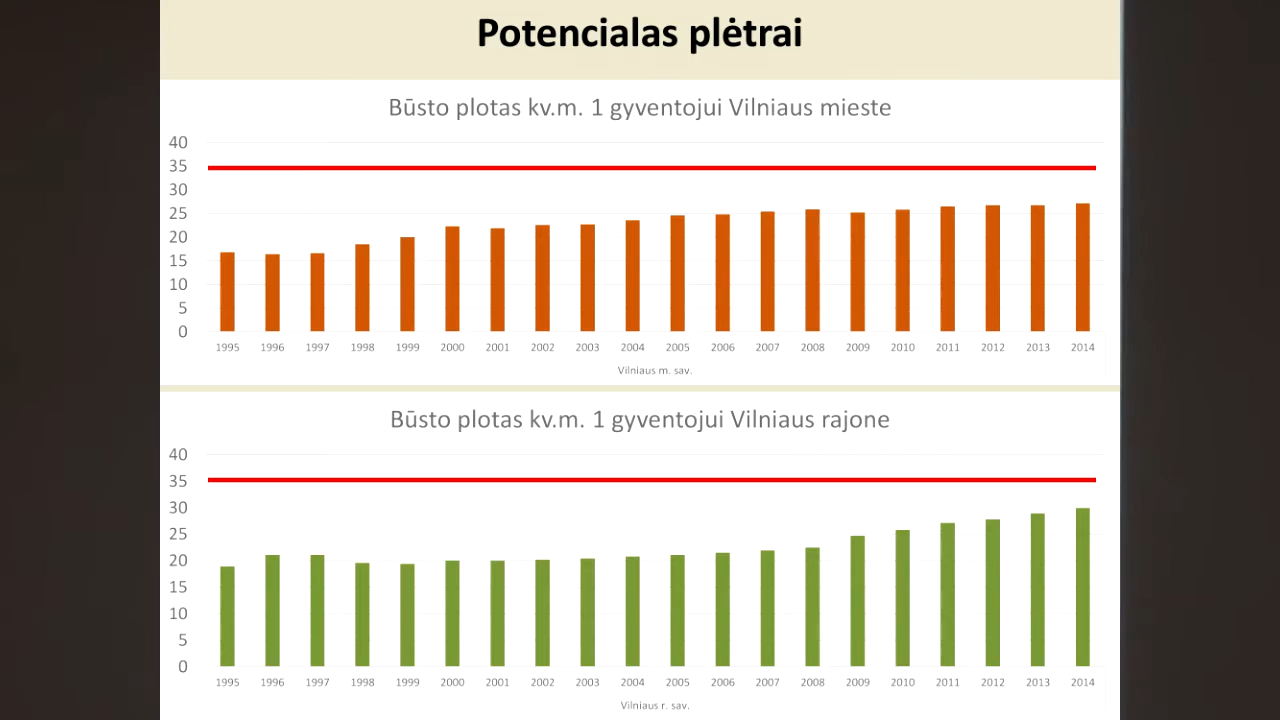 Potencialas plėtrai
Būsto plotas kv.m. 1 gyventojui Vilniaus mieste
40
35
30
25
20
15
10
5
0
1995 1996 1997 1998 1999 2000 2001 2002 2003 2004 2005 2006 2007 2008 2009 2010 2011 2012 2013 2014
Vilniaus m. sav.
Būsto plotas kv.m. 1 gyventojui Vilniaus rajone
40
35
30
25
20
15
10
5
0
1995 1996 1997 1998 1999 2000 2001 2002 2003 2004 2005 2006 2007 2008 2009 2010 2011 2012 2013 2014
Vilniaus r. sav.